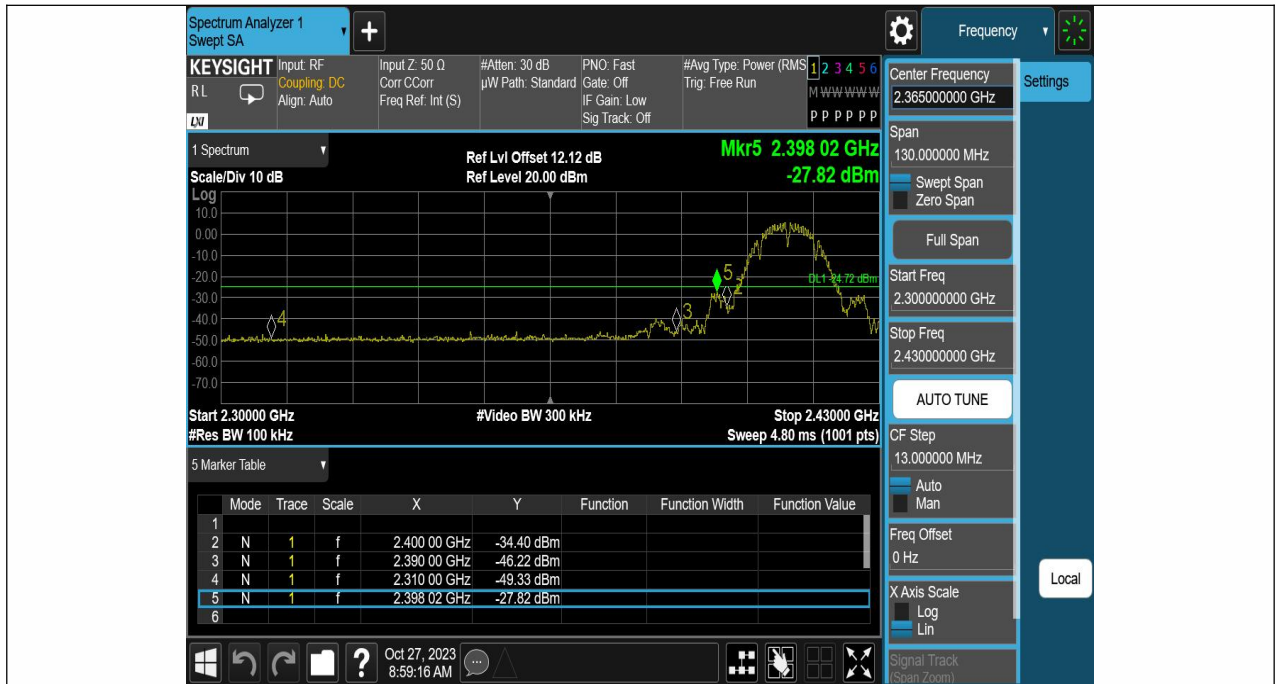 Spectrum Analyzer 1
Swept SA
+
Frequency
KEYSIGHT
RL
LXI
Input: RF
Coupling: DC
Align: Auto
Input Z: 50 Ω
Corr CCorr
Freq Ref: Int (S)
#Atten: 30 dB
µW Path: Standard
PNO: Fast
Gate: Off
IF Gain: Low
Sig Track: Off
#Avg Type: Power (RMS
Trig: Free Run
1 2 3 4 5 6
M W W W W W
P P P P P P
1 Spectrum
Scale/Div 10 dB
Ref Lvl Offset 12.12 dB
Ref Level 20.00 dBm
Mkr5 2.398 02 GHz
-27.82 dBm
Log
10.0
0.00
-10.0
-20.0
-30.0
-40.0
-50.0
-60.0
-70.0
4
3
5
2
DL1 -24.72 dBm
Start 2.30000 GHz
#Video BW 300 kHz
Stop 2.43000 GHz
#Res BW 100 kHz
Sweep 4.80 ms (1001 pts)
5 Marker Table
Mode Trace Scale X Y Function Function Width Function Value
1
2 N 1 f 2.400 00 GHz -34.40 dBm
3 N 1 f 2.390 00 GHz -46.22 dBm
4 N 1 f 2.310 00 GHz -49.33 dBm
5 N 1 f 2.398 02 GHz -27.82 dBm
6
?
Oct 27, 2023
8:59:16 AM
Center Frequency
2.365000000 GHz
Settings
Span
130.000000 MHz
Swept Span
Zero Span
Full Span
Start Freq
2.300000000 GHz
Stop Freq
2.430000000 GHz
AUTO TUNE
CF Step
13.000000 MHz
Auto
Man
Freq Offset
0 Hz
Local
X Axis Scale
Log
Lin
Signal Track
(Span Zoom)